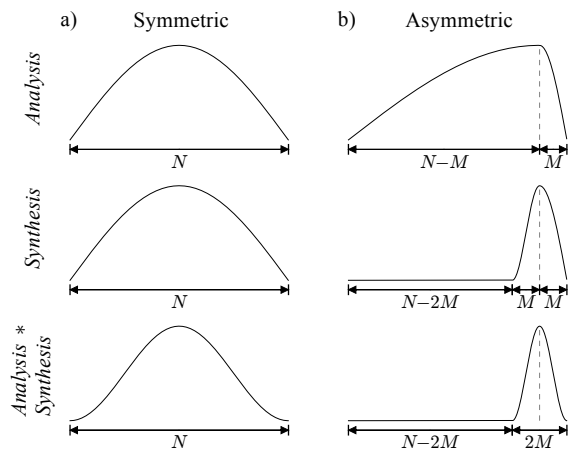 a) Symmetric
b) Asymmetric
Analysis
N
N−M
M
Synthesis
N
N−2M
M
M
Analysis *
Synthesis
N
N−2M
2M